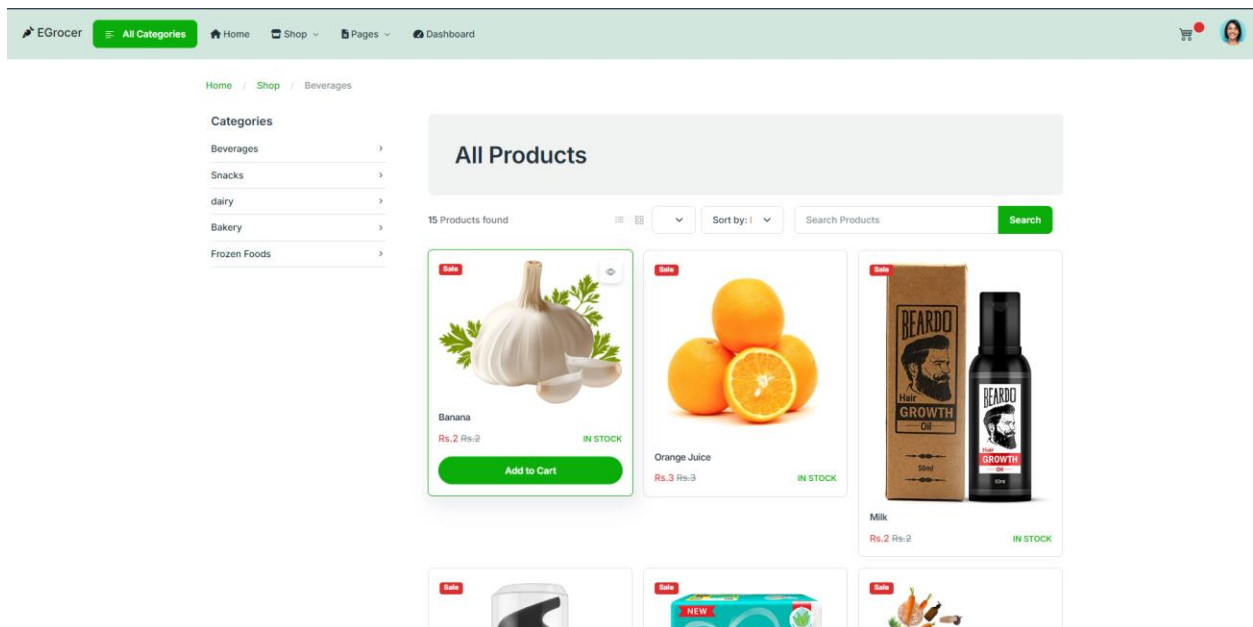 EGrocer All Categories Home Shop Pages Dashboard
Home / Shop / Beverages
Categories
Beverages
Snacks
dairy
Bakery
Frozen Foods
All Products
15 Products found Sort by: Search Products Search
Sale
Banana
Rs.2 Rs.2 IN STOCK
Add to Cart
Sale
Orange Juice
Rs.3 Rs.3 IN STOCK
Sale
BEARDO
Hair
GROWTH
Oil
50ml
BEARDO
Hair
GROWTH
Oil
50ml
Milk
Rs.2 Rs.2 IN STOCK
Sale
Sale
NEW
Sale